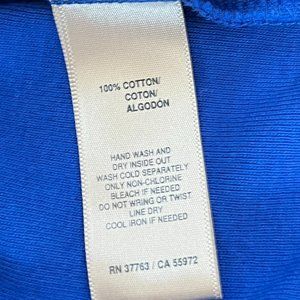 100% COTTON/
COTON/
ALGODÓN
HAND WASH AND
DRY INSIDE OUT
WASH COLD SEPARATELY
ONLY NON-CHLORINE
BLEACH IF NEEDED
DO NOT WRING OR TWIST
LINE DRY
COOL IRON IF NEEDED
RN 37763 / CA 55972